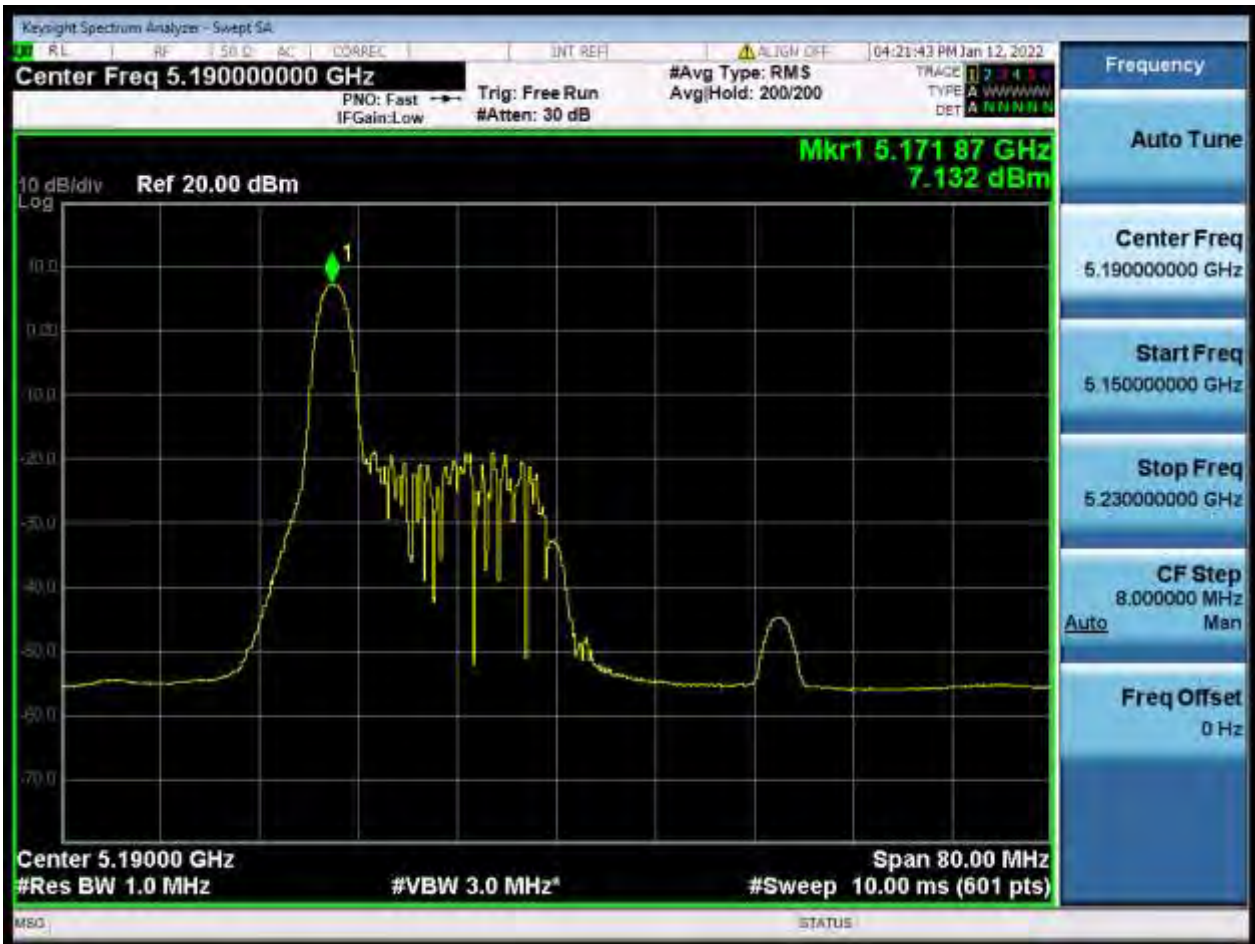 Keysight Spectrum Analyzer - Swept SA
RL RF 50 Ω AC CORREC INT REF ALIGN OFF 04:21:43 PM Jan 12, 2022
Center Freq 5.190000000 GHz
PNO: Fast
IFGain:Low
Trig: Free Run
#Atten: 30 dB
#Avg Type: RMS
Avg|Hold: 200/200
TRACE 1 2 3 4 5 6
TYPE A WWWWW
DET A N N N N N
Mkr1 5.171 87 GHz
7.132 dBm
10 dB/div Ref 20.00 dBm
Log
10.0
0.00
-10.0
-20.0
-30.0
-40.0
-50.0
-60.0
-70.0
1
Center 5.19000 GHz
Span 80.00 MHz
#Res BW 1.0 MHz
#VBW 3.0 MHz*
#Sweep 10.00 ms (601 pts)
MSG
STATUS
Frequency
Auto Tune
Center Freq
5.190000000 GHz
Start Freq
5.150000000 GHz
Stop Freq
5.230000000 GHz
CF Step
8.000000 MHz
Auto Man
Freq Offset
0 Hz